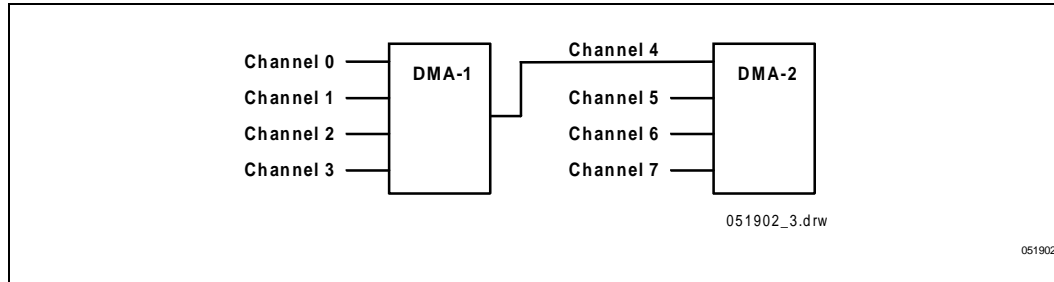 Channel 0
Channel 1
Channel 2
Channel 3
DMA-1
Channel 4
Channel 5
Channel 6
Channel 7
DMA-2
051902_3.drw
051902